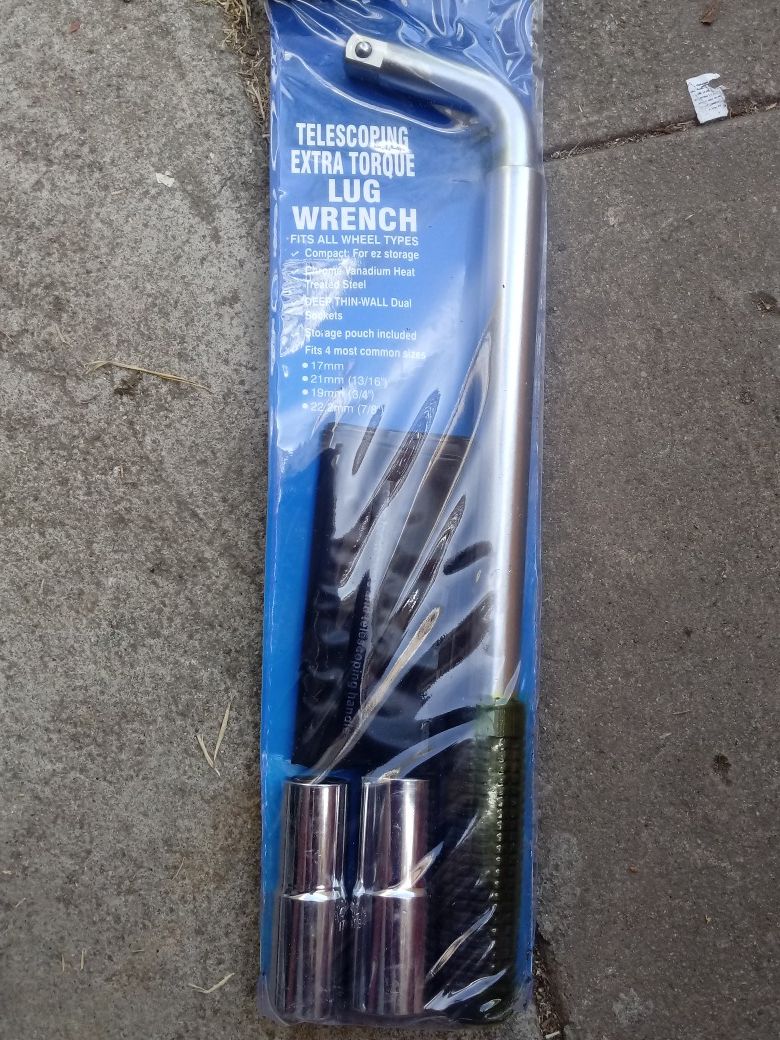 TELESCOPING
EXTRA TORQUE
LUG
WRENCH
FITS ALL WHEEL TYPES
✓ Compact: For ez storage
✓ Chrome Vanadium Heat
Treated Steel
✓ DEEP THIN-WALL Dual
Sockets
✓ Storage pouch included
Fits 4 most common sizes
• 17mm
• 21mm (13/16")
• 19mm (3/4")
• 22.2mm (7/8")
telescoping handle